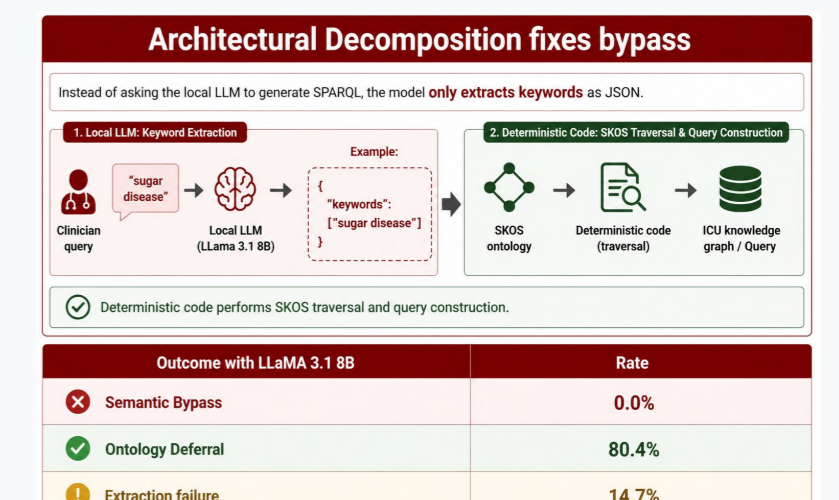 Architectural Decomposition fixes bypass
Instead of asking the local LLM to generate SPARQL, the model only extracts keywords as JSON.
1. Local LLM: Keyword Extraction
"sugar
disease"
Clinician
query
Local LLM
(LLama 3.1 8B)
Example:
{
"keywords":
["sugar disease"]
}
2. Deterministic Code: SKOS Traversal & Query Construction
SKOS
ontology
Deterministic code
(traversal)
ICU knowledge
graph / Query
Deterministic code performs SKOS traversal and query construction.
Outcome with LLaMA 3.1 8B Rate
Semantic Bypass 0.0%
Ontology Deferral 80.4%
Extraction failure 14.7%